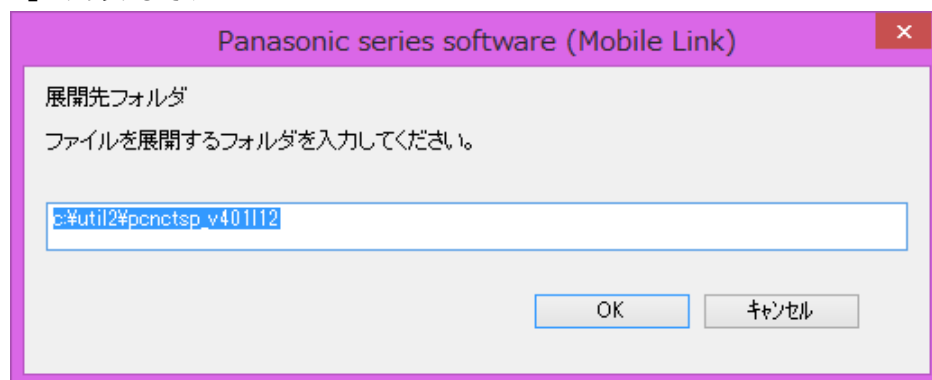 Panasonic series software (Mobile Link)
展開先フォルダ
ファイルを展開するフォルダを入力してください。
c:¥util2¥pcnctsp_v401l12
OK
キャンセル